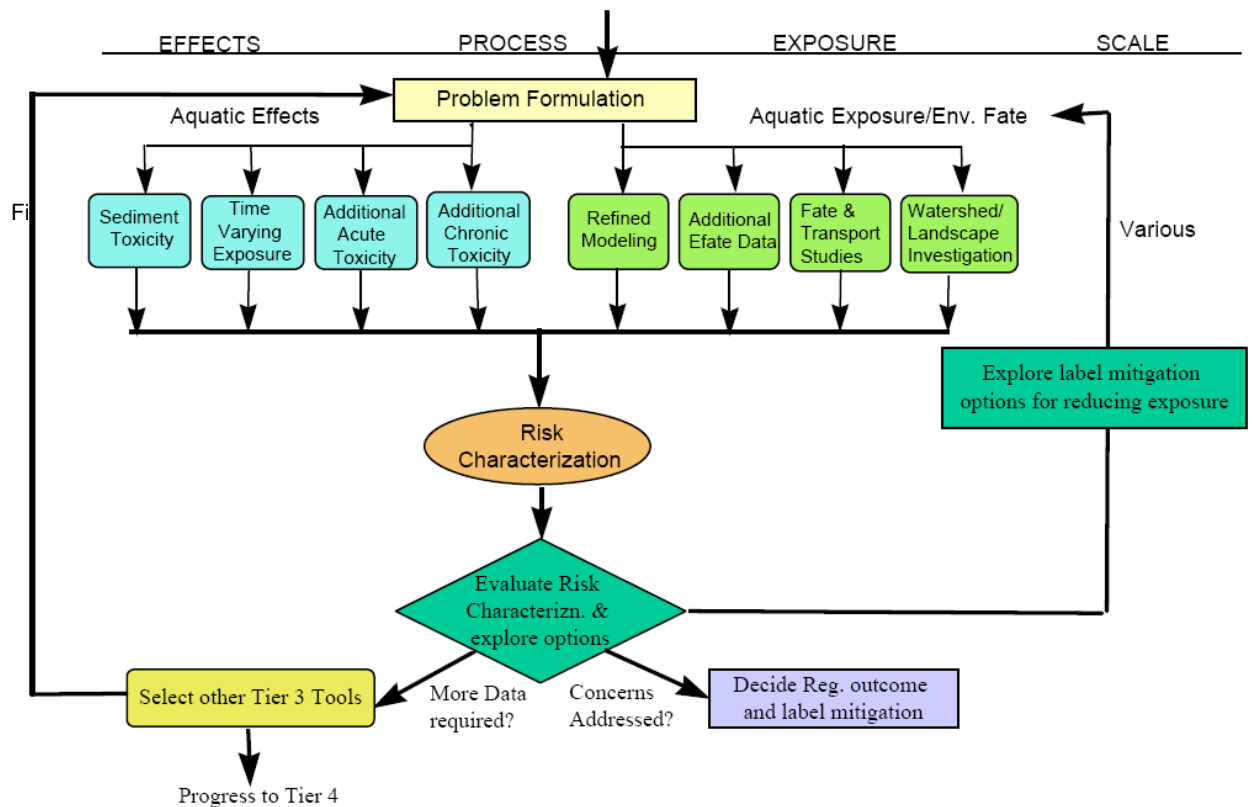 EFFECTS PROCESS EXPOSURE SCALE
Problem Formulation
Aquatic Effects
Aquatic Exposure/Env. Fate
Sediment
Toxicity
Time
Varying
Exposure
Additional
Acute
Toxicity
Additional
Chronic
Toxicity
Refined
Modeling
Additional
Efate Data
Fate &
Transport
Studies
Watershed/
Landscape
Investigation
Fi
Various
Explore label mitigation
options for reducing exposure
Risk
Characterization
Evaluate Risk
Characterizn. &
explore options
Select other Tier 3 Tools
More Data
required?
Concerns
Addressed?
Decide Reg. outcome
and label mitigation
Progress to Tier 4